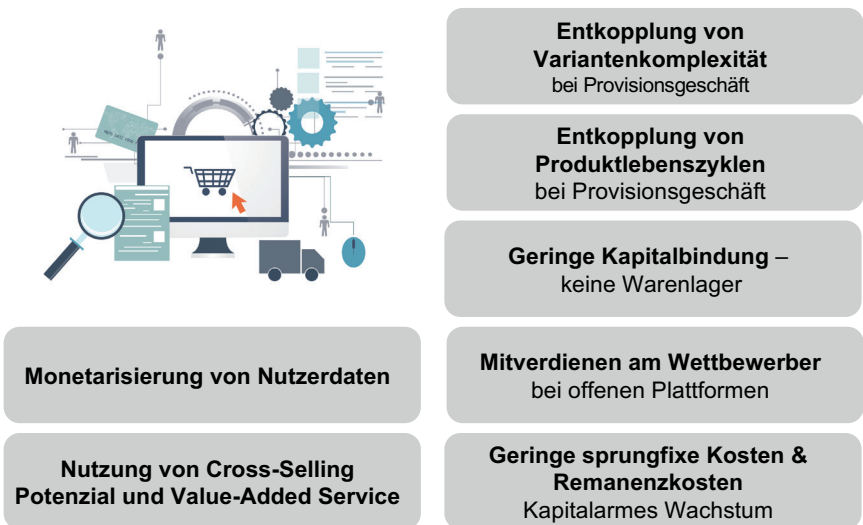 Entkopplung von
Variantenkomplexität
bei Provisionsgeschäft
Entkopplung von
Produktlebenszyklen
bei Provisionsgeschäft
Geringe Kapitalbindung –
keine Warenlager
Monetarisierung von Nutzerdaten
Mitverdienen am Wettbewerber
bei offenen Plattformen
Nutzung von Cross-Selling
Potenzial und Value-Added Service
Geringe sprungfixe Kosten &
Remanenzkosten
Kapitalarmes Wachstum